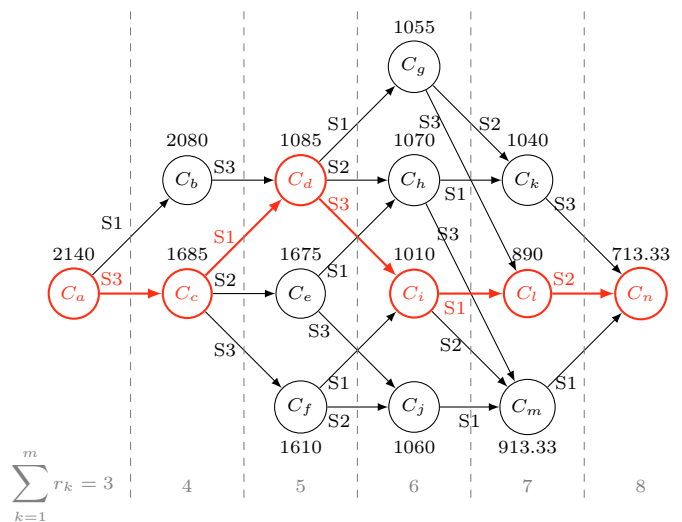 1055
C_g
S1
S3
S2
2080
1085
1070
1040
C_b
S3
C_d
S2
C_h
S1
C_k
S1
S3
S3
S3
2140
1685
S1
1675
S1
1010
890
713.33
C_a
S3
C_c
S2
C_e
C_i
S1
C_l
S2
C_n
S3
S3
S2
S1
S1
C_f
S2
C_j
S1
C_m
1610
1060
913.33
\sum_{k=1}^{m} r_k = 3
4
5
6
7
8